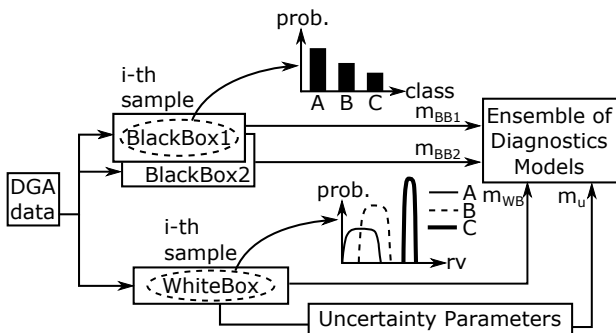 prob.
i-th
sample
A B C
class
BlackBox1
BlackBox2
m_BB1
m_BB2
Ensemble of
Diagnostics
Models
DGA
data
prob.
A
B
C
m_WB
m_u
i-th
sample
rv
WhiteBox
Uncertainty Parameters